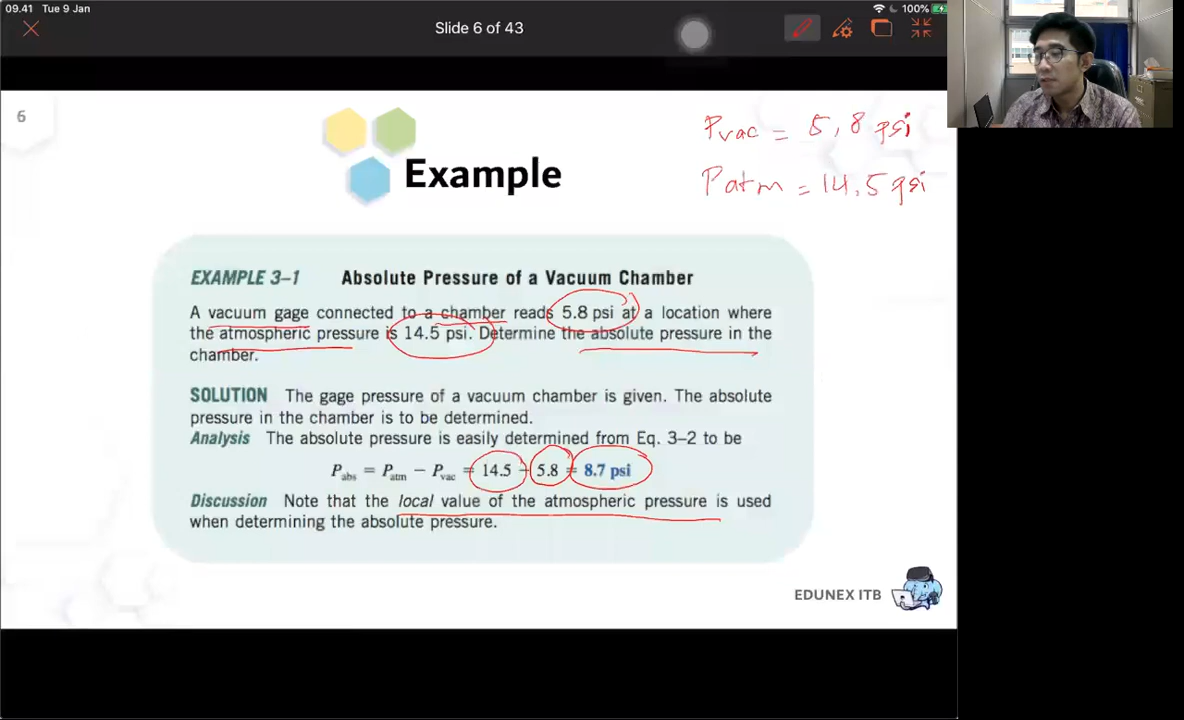 09.41 Tue 9 Jan
100%
Slide 6 of 43
6
Example
Pvac = 5,8 psi
Patm = 14.5 psi
EXAMPLE 3–1 Absolute Pressure of a Vacuum Chamber
A vacuum gage connected to a chamber reads 5.8 psi at a location where
the atmospheric pressure is 14.5 psi. Determine the absolute pressure in the
chamber.
SOLUTION The gage pressure of a vacuum chamber is given. The absolute
pressure in the chamber is to be determined.
Analysis The absolute pressure is easily determined from Eq. 3–2 to be
Pabs = Patm − Pvac = 14.5 − 5.8 = 8.7 psi
Discussion Note that the local value of the atmospheric pressure is used
when determining the absolute pressure.
EDUNEX ITB